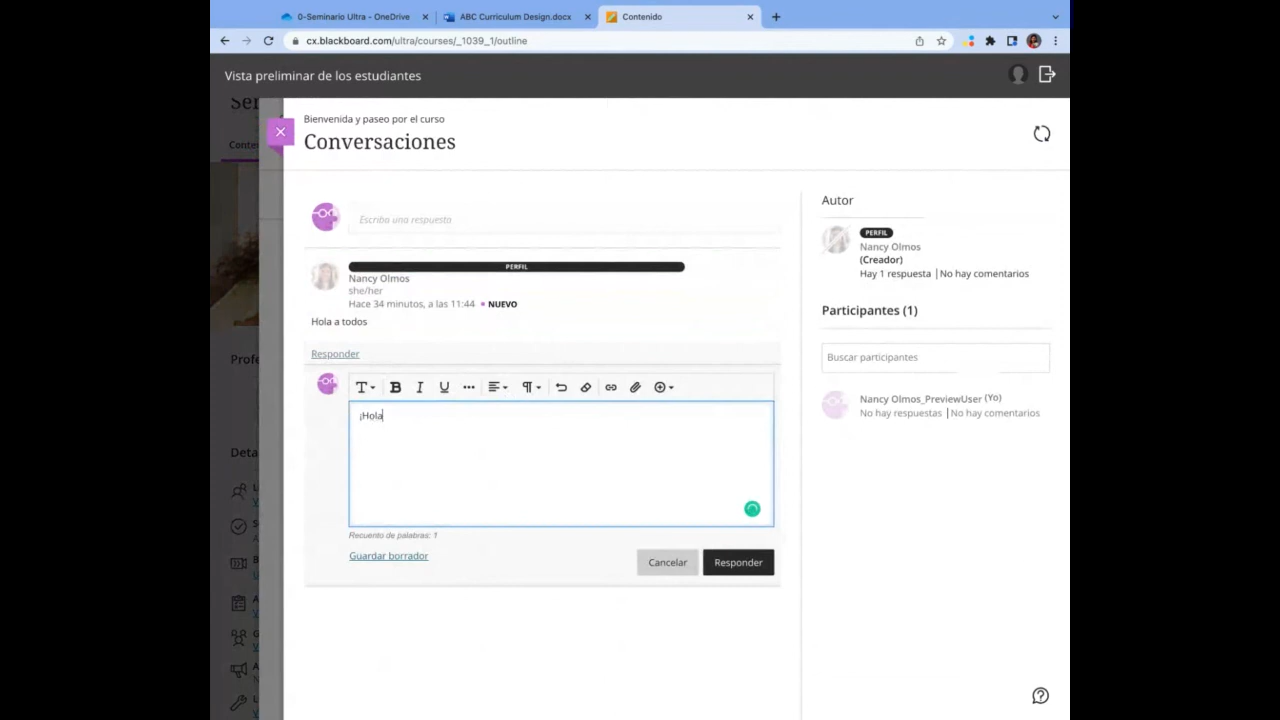 0-Seminario Ultra - OneDrive
ABC Curriculum Design.docx
Contenido
cx.blackboard.com/ultra/courses/_1039_1/outline
Vista preliminar de los estudiantes
Bienvenida y paseo por el curso
Conversaciones
Conte
Escriba una respuesta
PERFIL
Nancy Olmos
she/her
Hace 34 minutos, a las 11:44
NUEVO
Hola a todos
Responder
B I U
¡Hola
Recuento de palabras: 1
Guardar borrador
Cancelar
Responder
Autor
PERFIL
Nancy Olmos
(Creador)
Hay 1 respuesta | No hay comentarios
Participantes (1)
Buscar participantes
Nancy Olmos_PreviewUser (Yo)
No hay respuestas | No hay comentarios
Profe
Deta